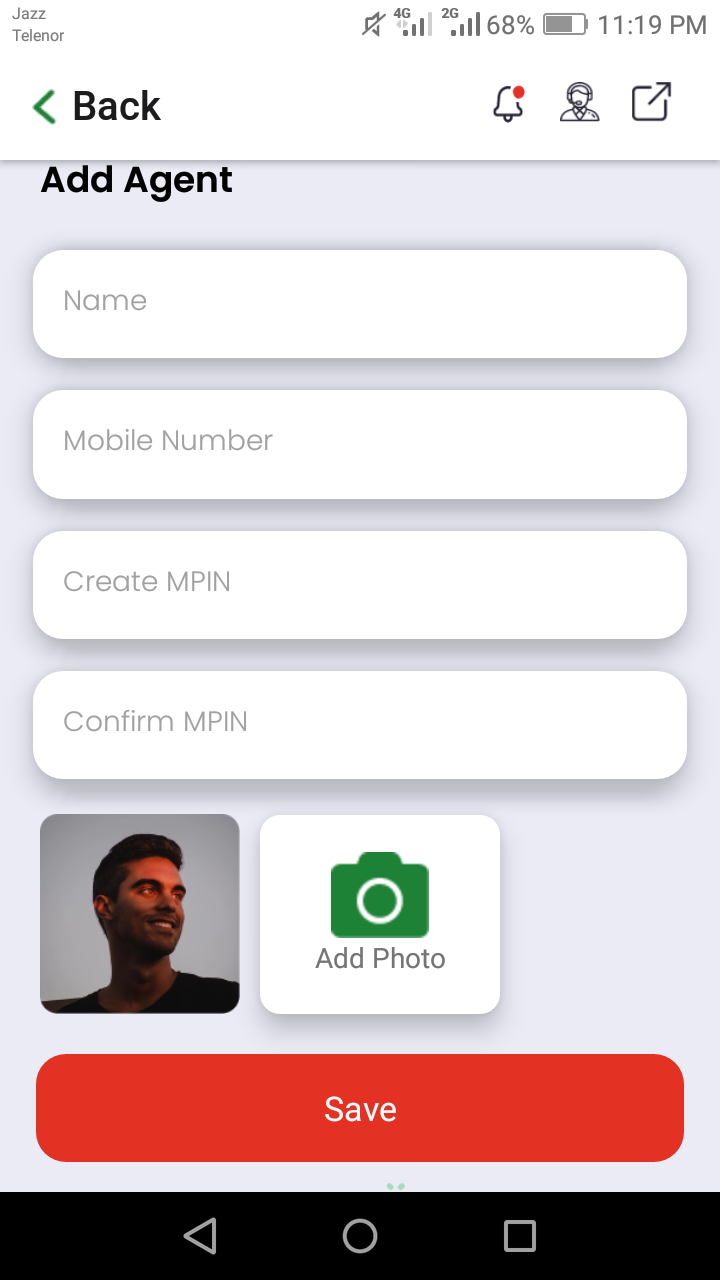 Jazz
Telenor
4G 2G 68% 11:19 PM
Back
Add Agent
Name
Mobile Number
Create MPIN
Confirm MPIN
Add Photo
Save